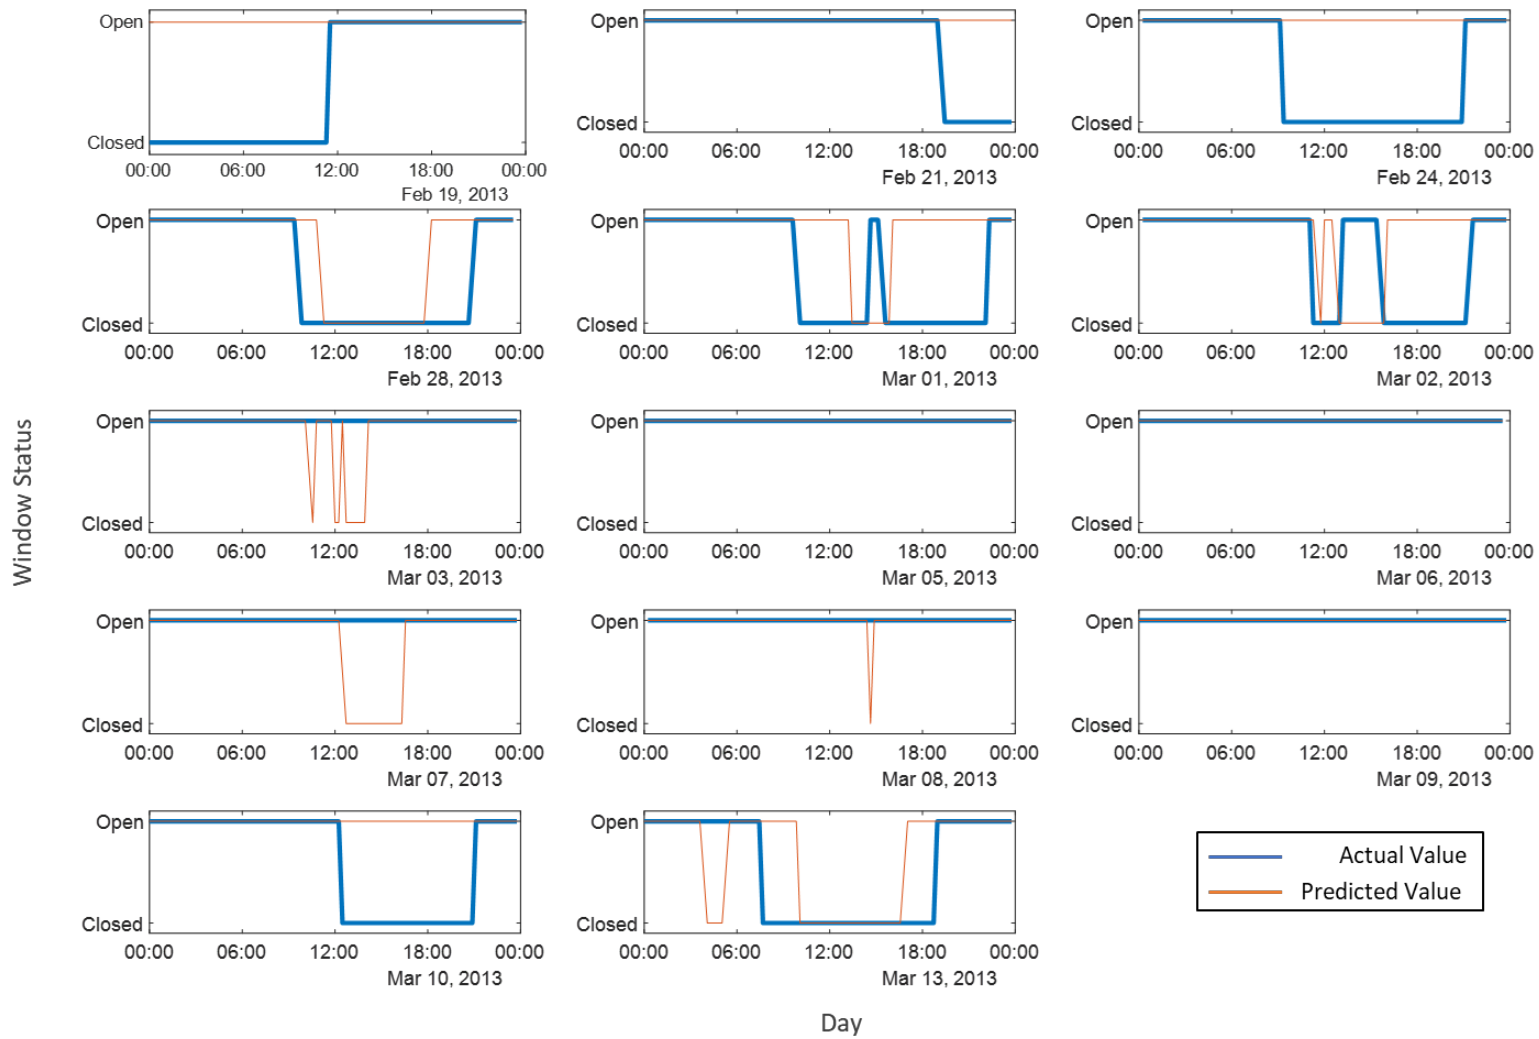 Open Open Open
Closed Closed Closed
00:00 06:00 12:00 18:00 00:00 00:00 06:00 12:00 18:00 00:00 00:00 06:00 12:00 18:00 00:00
Feb 19, 2013 Feb 21, 2013 Feb 24, 2013
Open Open Open
Closed Closed Closed
00:00 06:00 12:00 18:00 00:00 00:00 06:00 12:00 18:00 00:00 00:00 06:00 12:00 18:00 00:00
Feb 28, 2013 Mar 01, 2013 Mar 02, 2013
Window Status
Open Open Open
Closed Closed Closed
00:00 06:00 12:00 18:00 00:00 00:00 06:00 12:00 18:00 00:00 00:00 06:00 12:00 18:00 00:00
Mar 03, 2013 Mar 05, 2013 Mar 06, 2013
Open Open Open
Closed Closed Closed
00:00 06:00 12:00 18:00 00:00 00:00 06:00 12:00 18:00 00:00 00:00 06:00 12:00 18:00 00:00
Mar 07, 2013 Mar 08, 2013 Mar 09, 2013
Open Open
Closed Closed
00:00 06:00 12:00 18:00 00:00 00:00 06:00 12:00 18:00 00:00
Mar 10, 2013 Mar 13, 2013
Actual Value
Predicted Value
Day